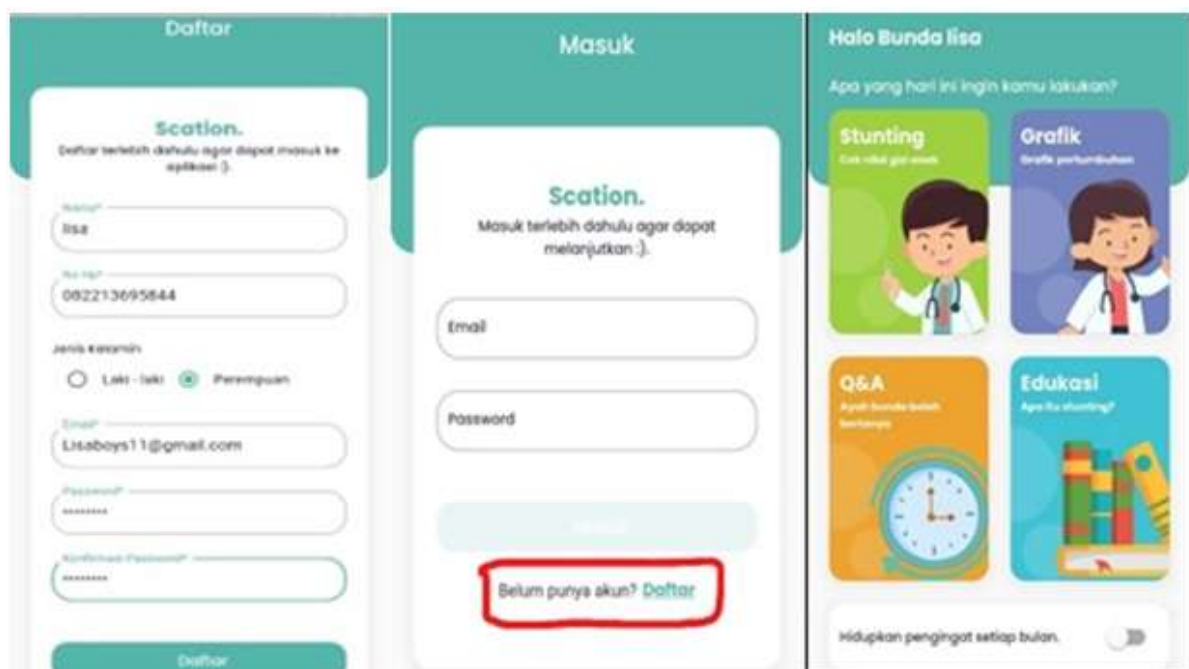 Daftar
Scation.
Daftar terlebih dahulu agar dapat masuk ke
aplikasi :).
Nama*
lisa
No Hp*
082213695844
Jenis Kelamin
Laki - laki
Perempuan
Email*
Lisaboys11@gmail.com
Password*
Konfirmasi Password*
Daftar
Masuk
Scation.
Masuk terlebih dahulu agar dapat
melanjutkan :).
Email
Password
Belum punya akun? Daftar
Halo Bunda lisa
Apa yang hari ini ingin kamu lakukan?
Stunting
Cek nilai gizi anak
Grafik
Grafik pertumbuhan
Q&A
Ayah bunda boleh
bertanya
Edukasi
Apa itu stunting?
Hidupkan pengingat setiap bulan.